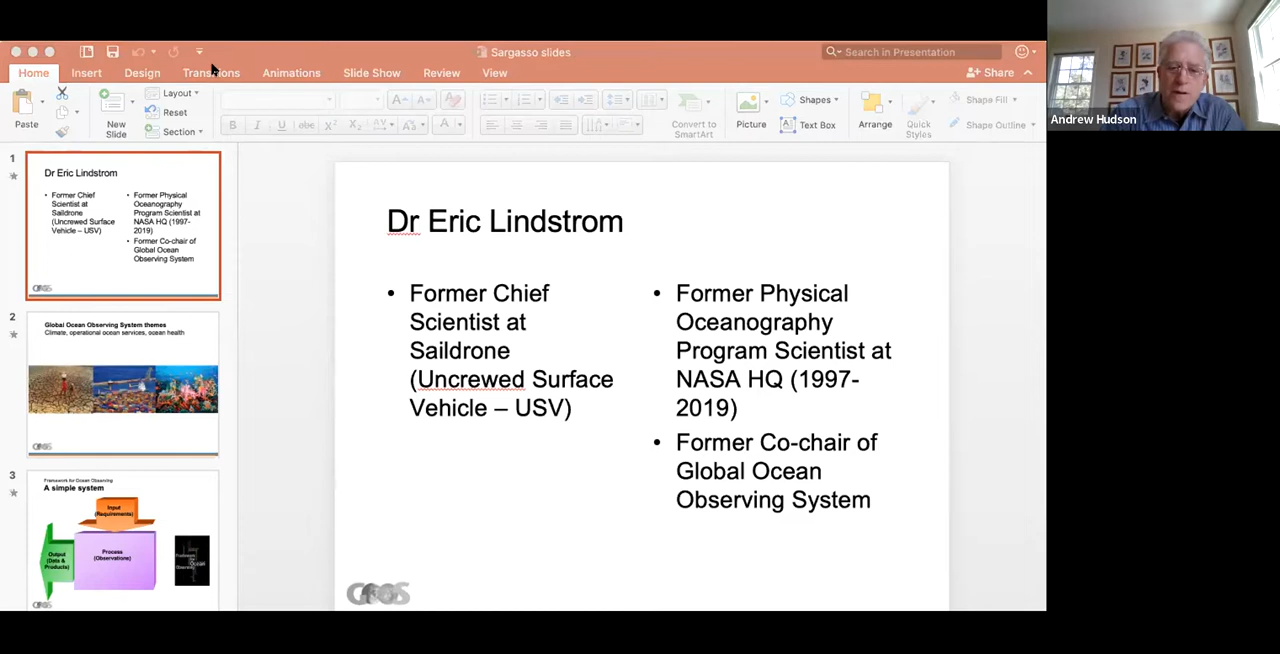 Sargasso slides
Search in Presentation
Home
Insert
Design
Transitions
Animations
Slide Show
Review
View
Share
Paste
New
Slide
Layout
Reset
Section
B I U abc X² X₂ AV Aa A
Convert to
SmartArt
Picture
Shapes
Text Box
Arrange
Quick
Styles
Shape Fill
Shape Outline
Andrew Hudson
1
Dr Eric Lindstrom
• Former Chief
Scientist at
Saildrone
(Uncrewed Surface
Vehicle – USV)
• Former Physical
Oceanography
Program Scientist at
NASA HQ (1997-
2019)
• Former Co-chair of
Global Ocean
Observing System
2
Global Ocean Observing System themes
Climate, operational ocean services, ocean health
3
Framework for Ocean Observing
A simple system
Input
(Requirements)
Process
(Observations)
Output
(Data &
Products)
Dr Eric Lindstrom
• Former Chief
Scientist at
Saildrone
(Uncrewed Surface
Vehicle – USV)
• Former Physical
Oceanography
Program Scientist at
NASA HQ (1997-
2019)
• Former Co-chair of
Global Ocean
Observing System